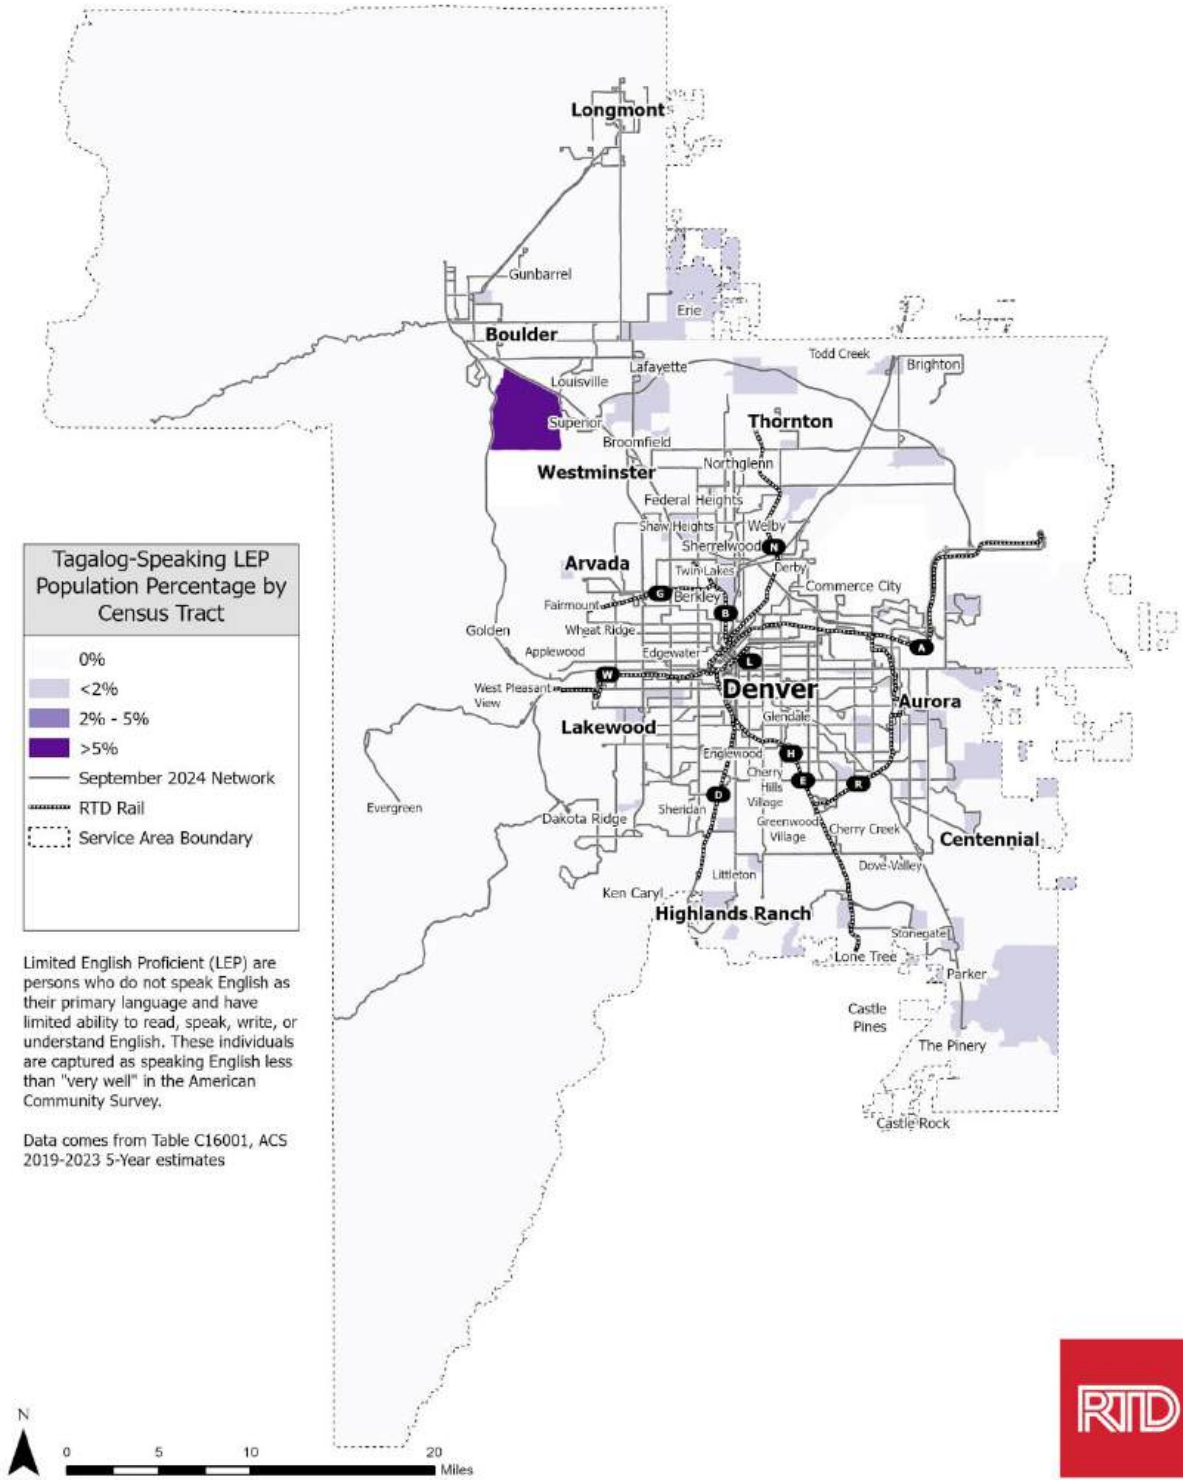 Longmont
Gunbarrel
Erie
Boulder
Todd Creek
Brighton
Lafayette
Louisville
Superior
Thornton
Broomfield
Northglenn
Westminster
Federal Heights
Shaw Heights
Welby
Sherrelwood
N
Arvada
Twin Lakes
Derby
Commerce City
G
Berkley
Fairmount
B
Golden
Wheat Ridge
Applewood
Edgewater
A
L
W
West Pleasant
View
Denver
Aurora
Lakewood
Glendale
Englewood
H
Cherry
Hills
Village
E
R
D
Evergreen
Sheridan
Dakota Ridge
Greenwood
Village
Cherry Creek
Centennial
Littleton
Dove Valley
Ken Caryl
Highlands Ranch
Stonegate
Lone Tree
Parker
Castle
Pines
The Pinery
Castle Rock
Tagalog-Speaking LEP
Population Percentage by
Census Tract
0%
<2%
2% - 5%
>5%
September 2024 Network
RTD Rail
Service Area Boundary
Limited English Proficient (LEP) are
persons who do not speak English as
their primary language and have
limited ability to read, speak, write, or
understand English. These individuals
are captured as speaking English less
than "very well" in the American
Community Survey.
Data comes from Table C16001, ACS
2019-2023 5-Year estimates
N
0 5 10 20
Miles
RTD